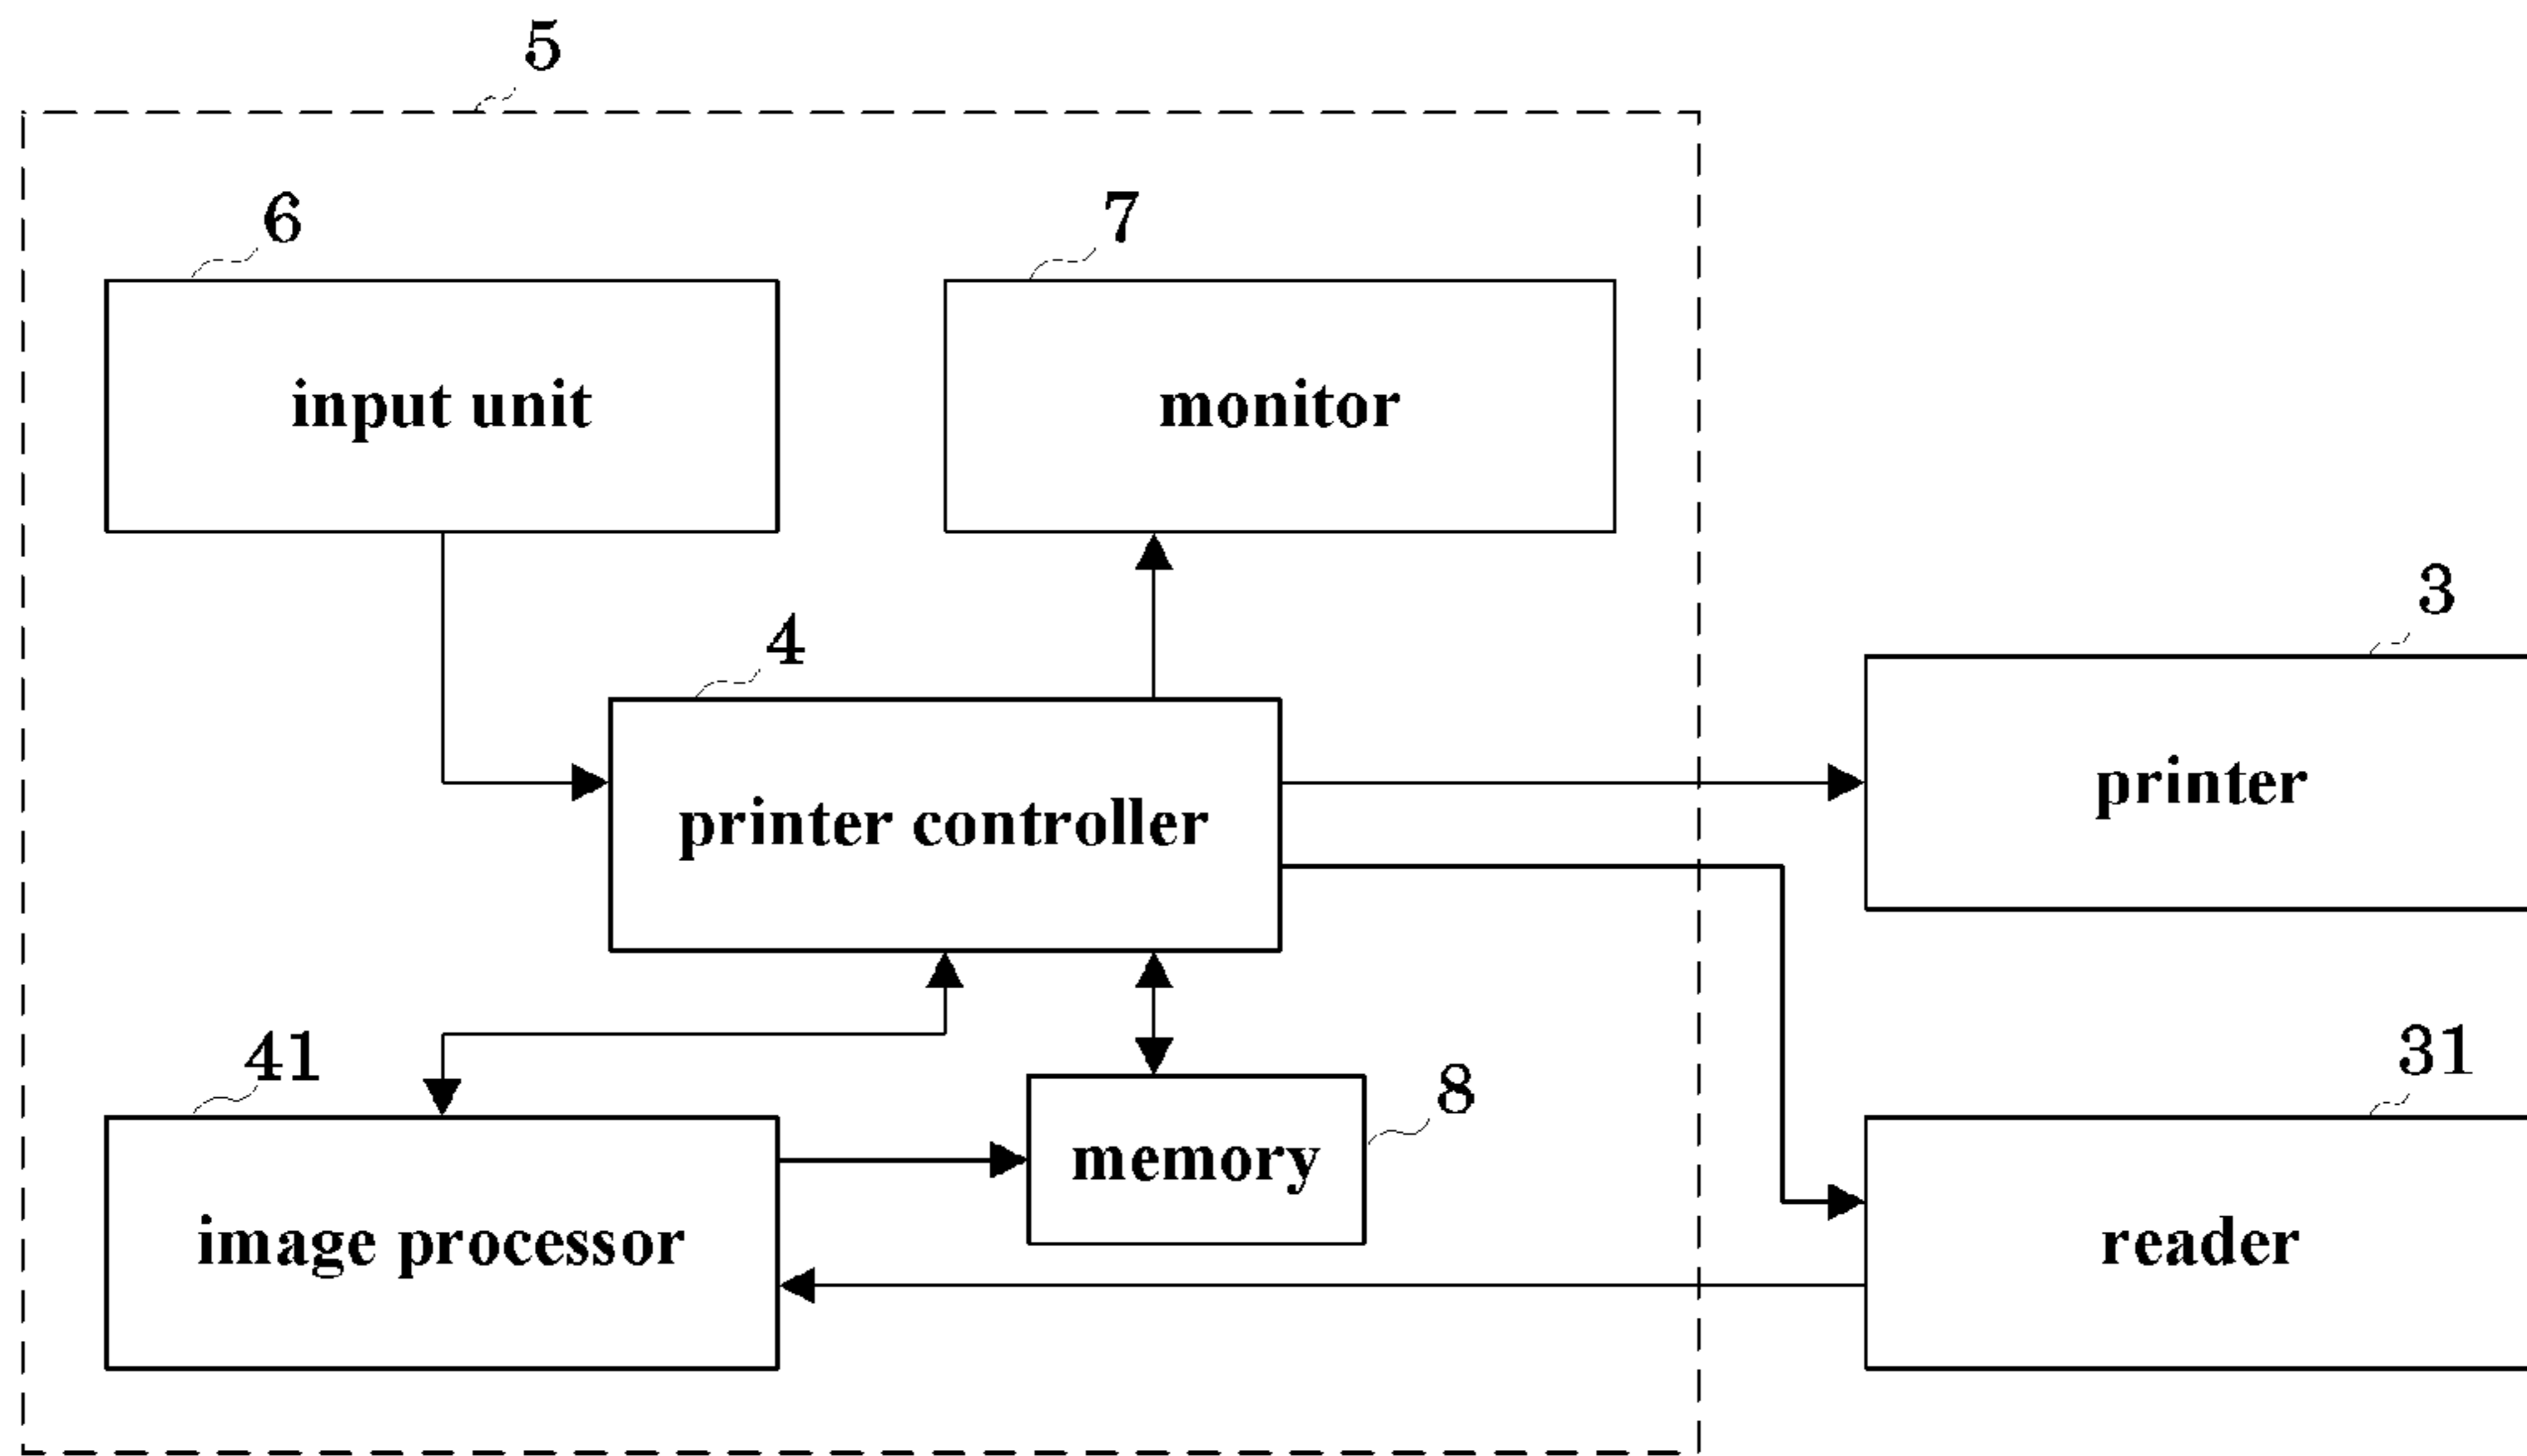 5
6
7
input unit
monitor
4
3
printer controller
printer
41
8
31
image processor
memory
reader